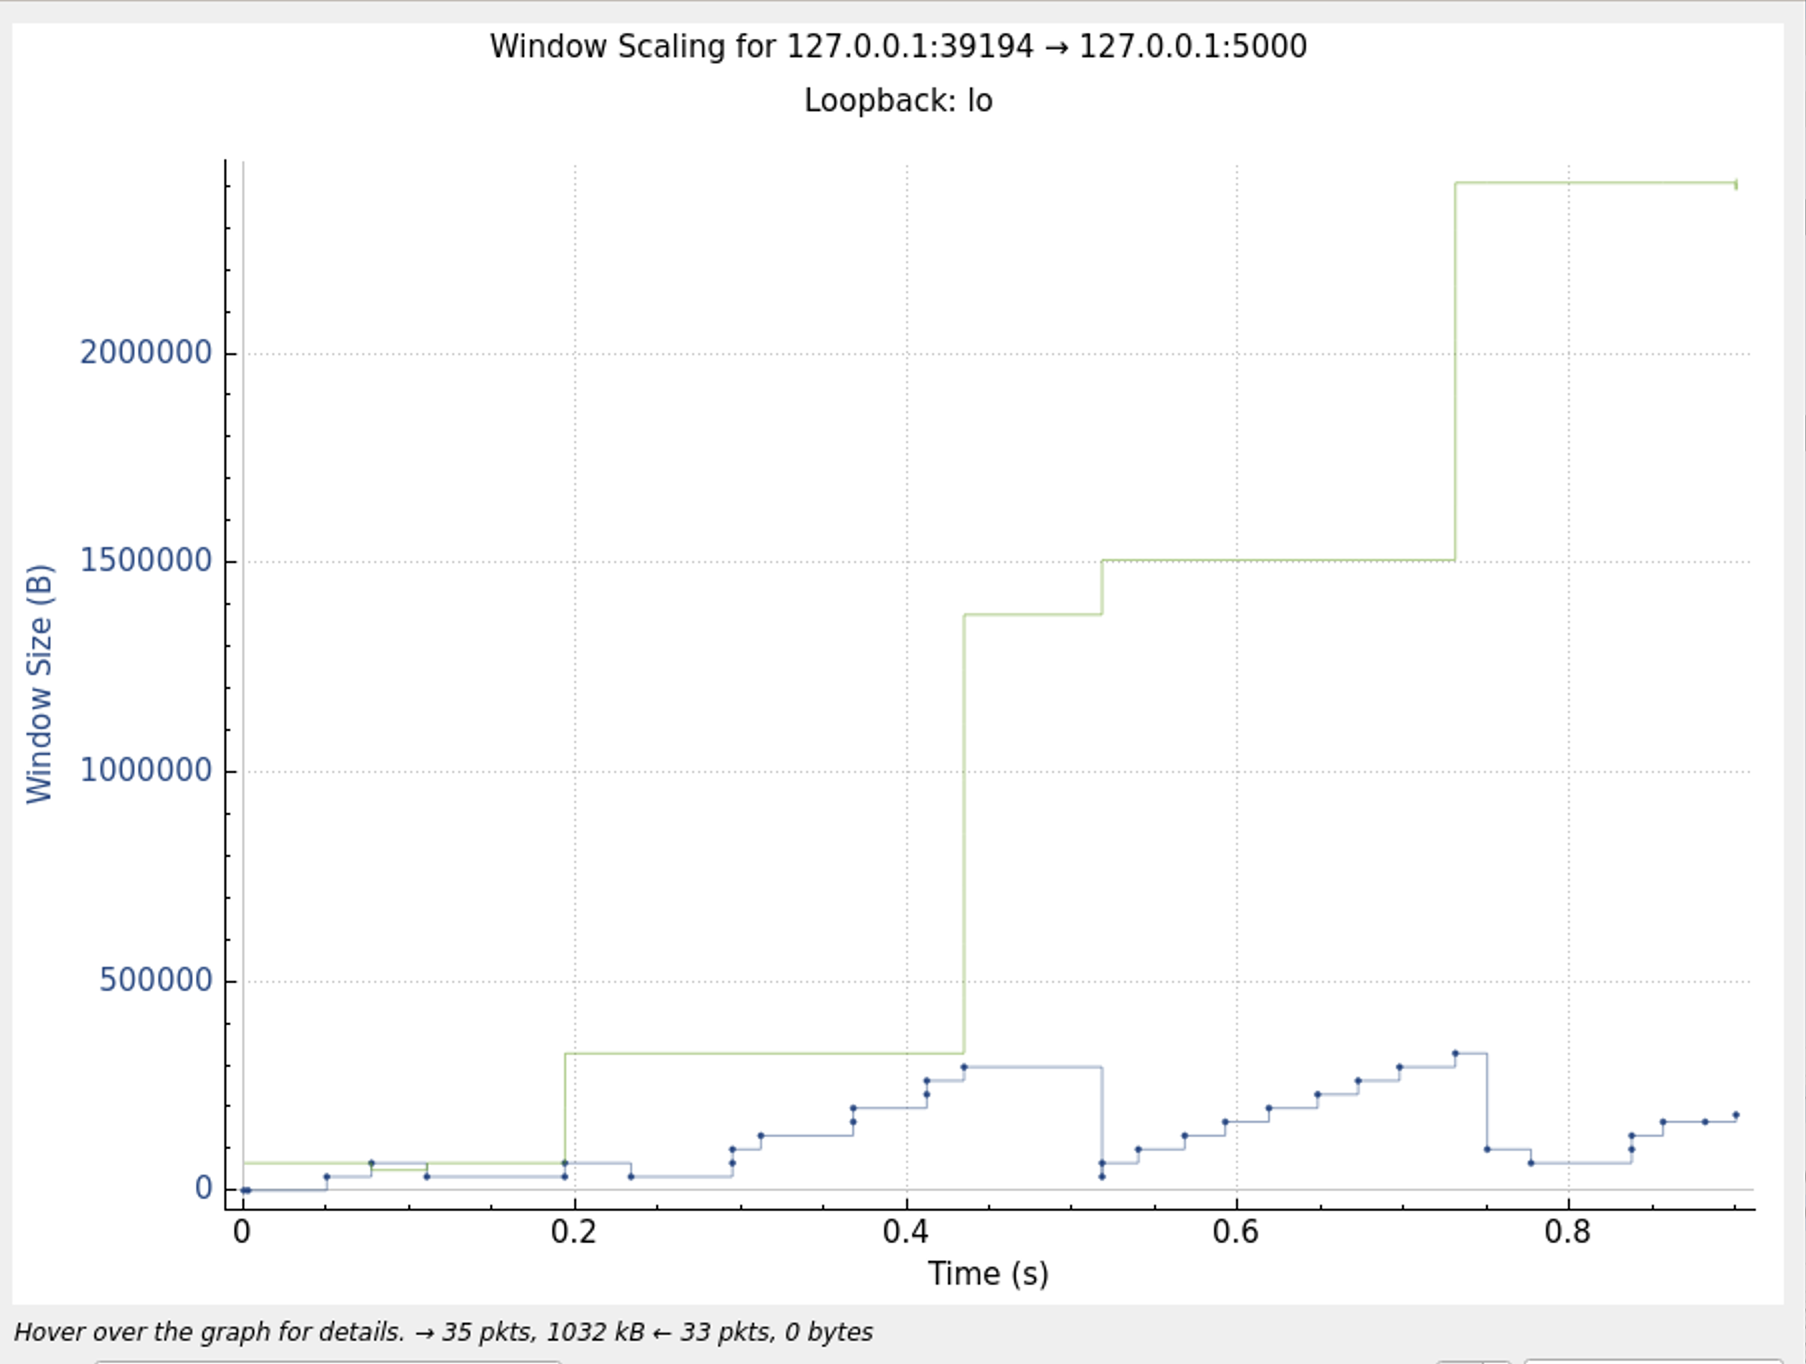 Window Scaling for 127.0.0.1:39194 → 127.0.0.1:5000
Loopback: lo
Window Size (B)
2000000
1500000
1000000
500000
0
0 0.2 0.4 0.6 0.8
Time (s)
Hover over the graph for details. → 35 pkts, 1032 kB ← 33 pkts, 0 bytes